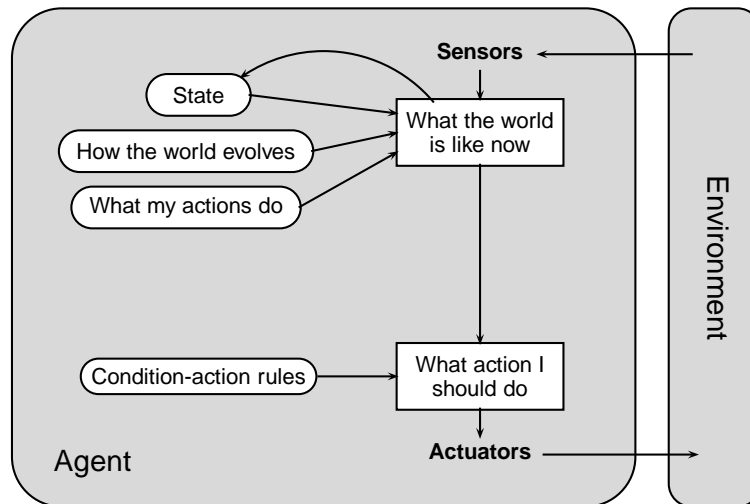 Sensors
State
What the world
is like now
How the world evolves
What my actions do
Environment
Condition-action rules
What action I
should do
Agent
Actuators